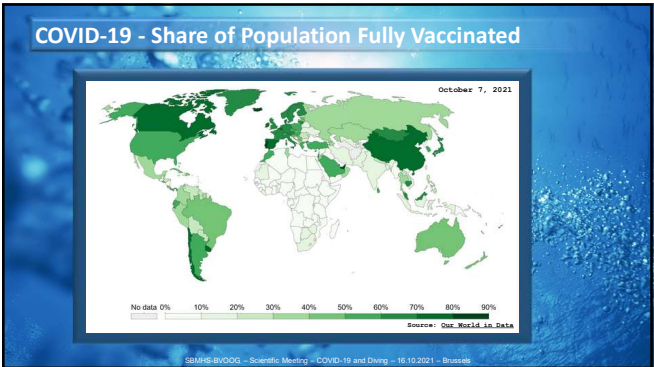 COVID-19 - Share of Population Fully Vaccinated
October 7, 2021
No data 0% 10% 20% 30% 40% 50% 60% 70% 80% 90%
Source: Our World in Data
SBMHS-BVOOG – Scientific Meeting – COVID-19 and Diving – 16.10.2021 – Brussels